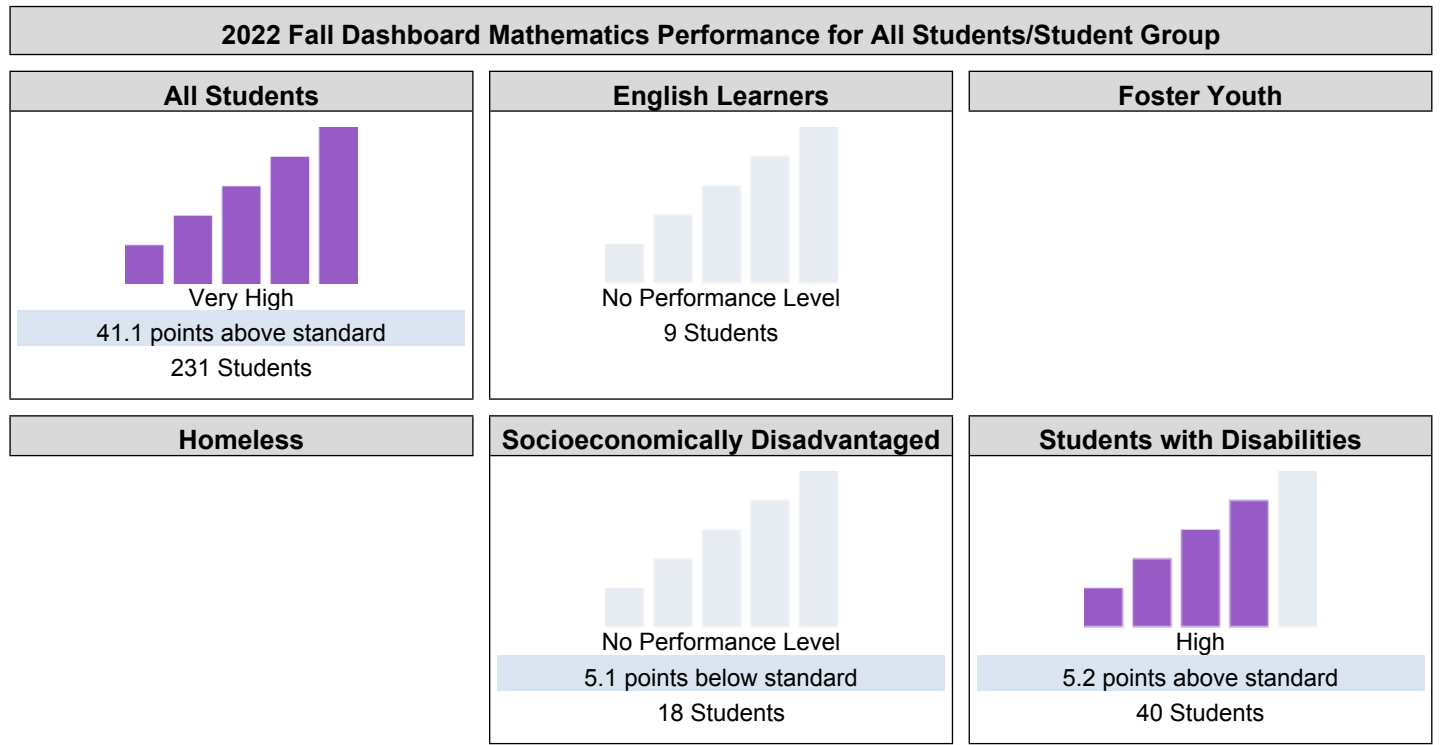 2022 Fall Dashboard Mathematics Performance for All Students/Student Group
All Students
Very High
41.1 points above standard
231 Students
English Learners
No Performance Level
9 Students
Foster Youth
Homeless
Socioeconomically Disadvantaged
No Performance Level
5.1 points below standard
18 Students
Students with Disabilities
High
5.2 points above standard
40 Students